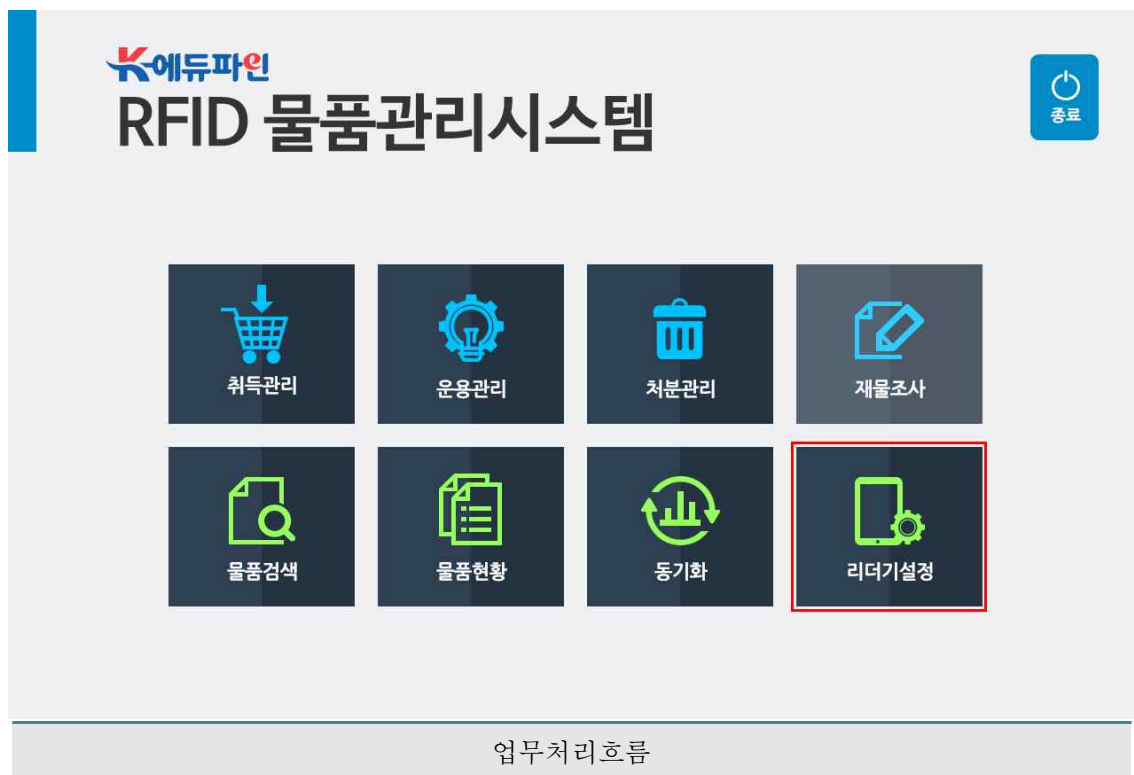 K-에듀파인
RFID 물품관리시스템
종료
취득관리
운용관리
처분관리
재물조사
물품검색
물품현황
동기화
리더기설정
업무처리흐름